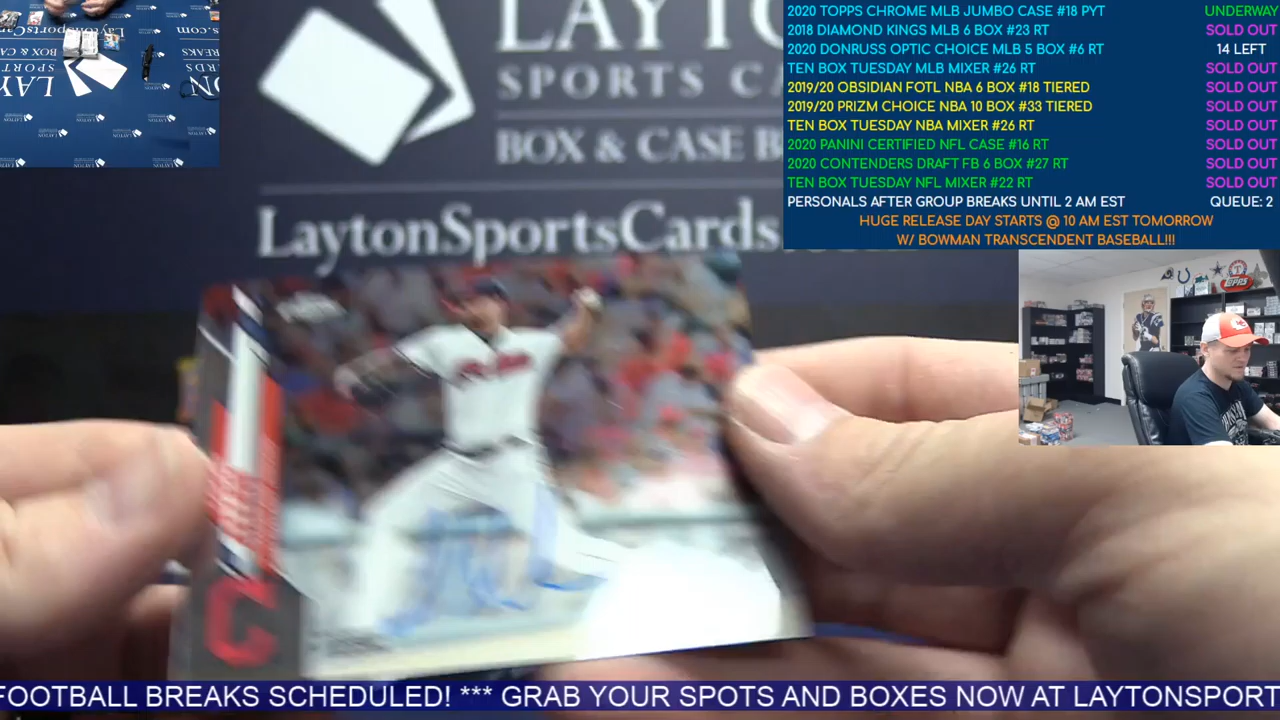 LAYTO
SPORTS CA
BOX & CASE B
LaytonSportsCards
2020 TOPPS CHROME MLB JUMBO CASE #18 PYT UNDERWAY
2018 DIAMOND KINGS MLB 6 BOX #23 RT SOLD OUT
2020 DONRUSS OPTIC CHOICE MLB 5 BOX #6 RT 14 LEFT
TEN BOX TUESDAY MLB MIXER #26 RT SOLD OUT
2019/20 OBSIDIAN FOTL NBA 6 BOX #18 TIERED SOLD OUT
2019/20 PRIZM CHOICE NBA 10 BOX #33 TIERED SOLD OUT
TEN BOX TUESDAY NBA MIXER #26 RT SOLD OUT
2020 PANINI CERTIFIED NFL CASE #16 RT SOLD OUT
2020 CONTENDERS DRAFT FB 6 BOX #27 RT SOLD OUT
TEN BOX TUESDAY NFL MIXER #22 RT SOLD OUT
PERSONALS AFTER GROUP BREAKS UNTIL 2 AM EST QUEUE: 2
HUGE RELEASE DAY STARTS @ 10 AM EST TOMORROW
W/ BOWMAN TRANSCENDENT BASEBALL!!!
TOPPS
C
FOOTBALL BREAKS SCHEDULED! *** GRAB YOUR SPOTS AND BOXES NOW AT LAYTONSPORT